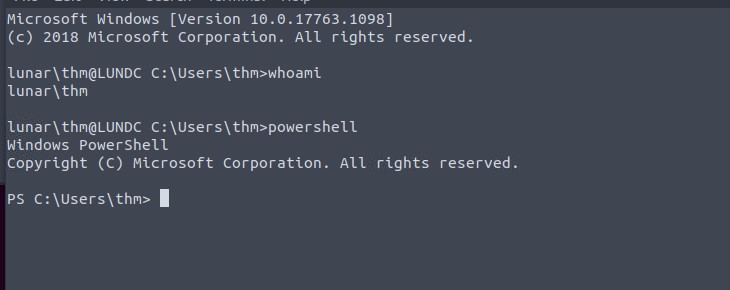 Microsoft Windows [Version 10.0.17763.1098]
(c) 2018 Microsoft Corporation. All rights reserved.
lunar\thm@LUNDC C:\Users\thm>whoami
lunar\thm
lunar\thm@LUNDC C:\Users\thm>powershell
Windows PowerShell
Copyright (C) Microsoft Corporation. All rights reserved.
PS C:\Users\thm>